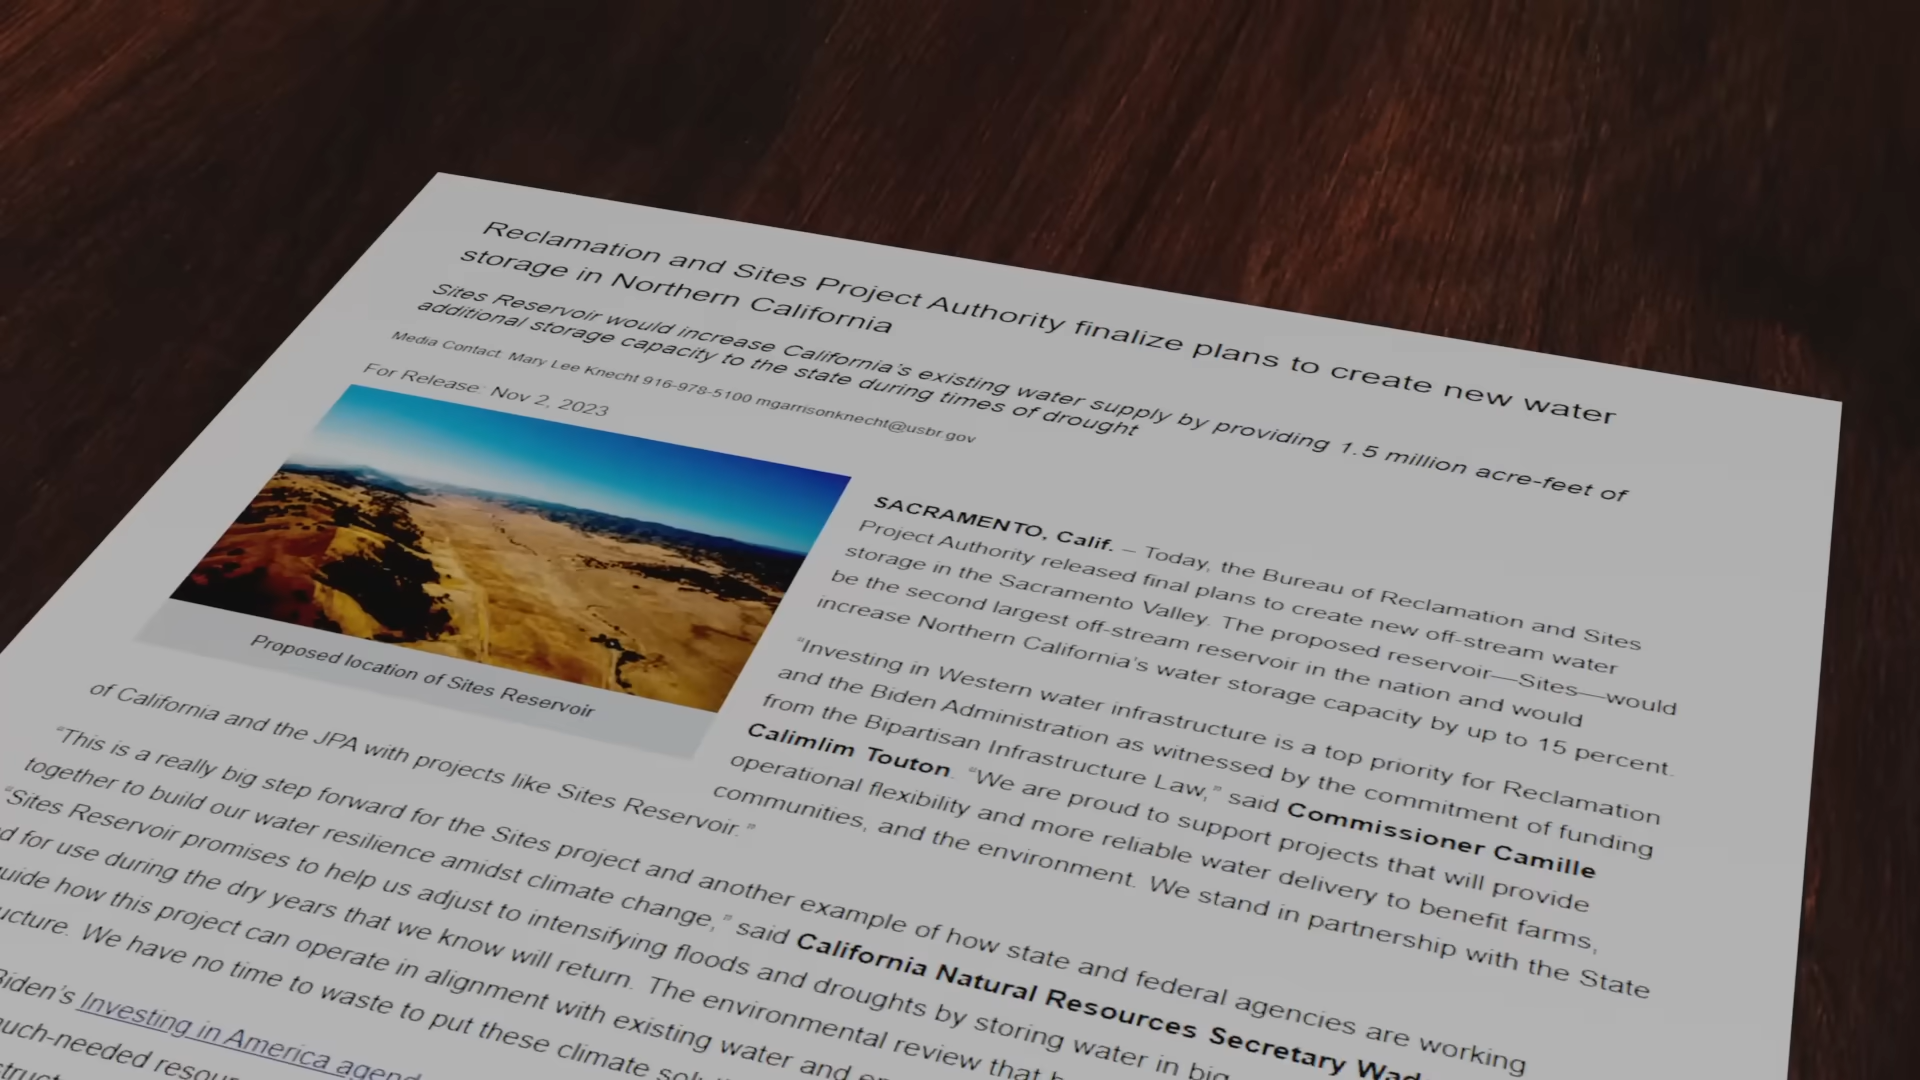 Reclamation and Sites Project Authority finalize plans to create new water
storage in Northern California
Sites Reservoir would increase California's existing water supply by providing 1.5 million acre-feet of
additional storage capacity to the state during times of drought
Media Contact: Mary Lee Knecht 916-978-5100 mgarrisonknecht@usbr.gov
For Release: Nov 2, 2023
SACRAMENTO, Calif. – Today, the Bureau of Reclamation and Sites
Project Authority released final plans to create new off-stream water
storage in the Sacramento Valley. The proposed reservoir—Sites—would
be the second largest off-stream reservoir in the nation and would
increase Northern California's water storage capacity by up to 15 percent.
Proposed location of Sites Reservoir
“Investing in Western water infrastructure is a top priority for Reclamation
and the Biden Administration as witnessed by the commitment of funding
from the Bipartisan Infrastructure Law,” said Commissioner Camille
Calimlim Touton. “We are proud to support projects that will provide
operational flexibility and more reliable water delivery to benefit farms,
communities, and the environment. We stand in partnership with the State
of California and the JPA with projects like Sites Reservoir.”
“This is a really big step forward for the Sites project and another example of how state and federal agencies are working
together to build our water resilience amidst climate change,” said California Natural Resources Secretary
“Sites Reservoir promises to help us adjust to intensifying floods and droughts by storing water in big
for use during the dry years that we know will return. The environmental review that
how this project can operate in alignment with existing water and
We have no time to waste to put these climate
Biden's Investing in America